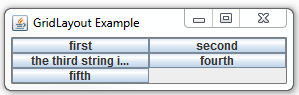 GridLayout Example
first second
the third string i... fourth
fifth